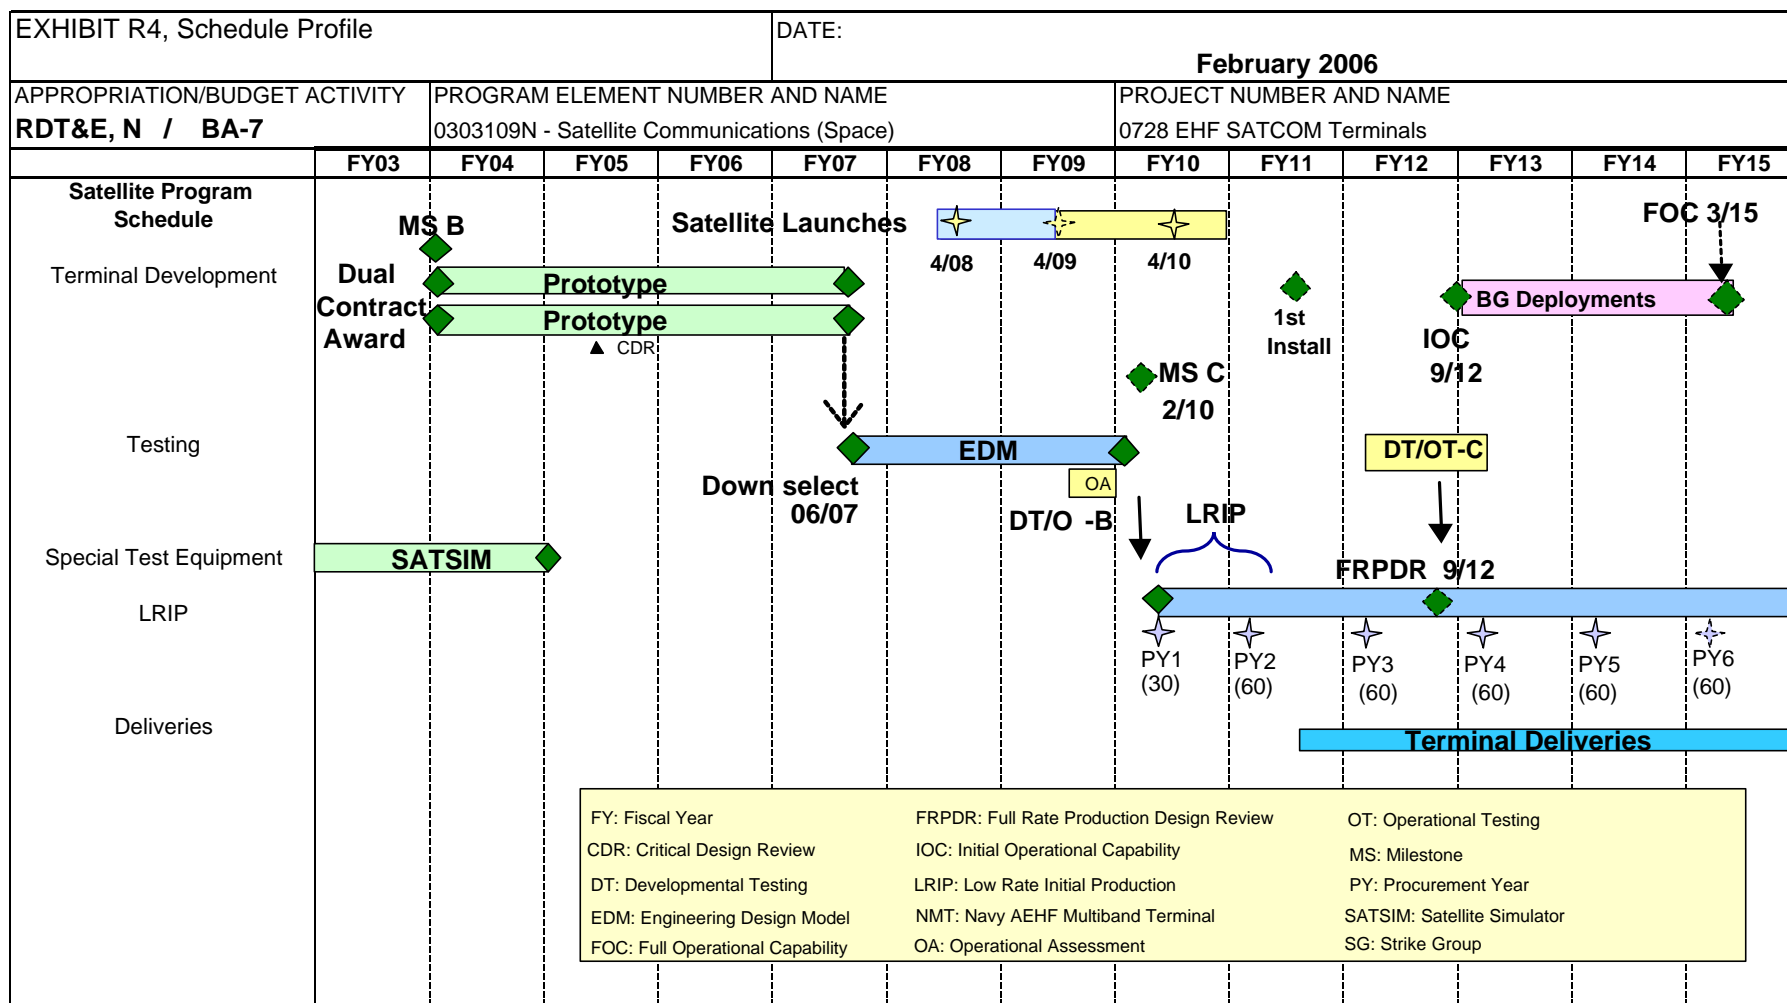 EXHIBIT R4, Schedule Profile
DATE:
February 2006
APPROPRIATION/BUDGET ACTIVITY
PROGRAM ELEMENT NUMBER AND NAME
PROJECT NUMBER AND NAME
RDT&E, N / BA-7
0303109N - Satellite Communications (Space)
0728 EHF SATCOM Terminals
FY03 FY04 FY05 FY06 FY07 FY08 FY09 FY10 FY11 FY12 FY13 FY14 FY15
Satellite Program
Schedule
MS B
Satellite Launches
4/08 4/09 4/10
FOC 3/15
Terminal Development
Dual
Contract
Award
Prototype
Prototype
CDR
1st
Install
BG Deployments
IOC
9/12
MS C
2/10
Testing
EDM
DT/OT-C
Down select
06/07
OA
DT/O -B
LRIP
Special Test Equipment
SATSIM
FRPDR 9/12
LRIP
PY1
(30)
PY2
(60)
PY3
(60)
PY4
(60)
PY5
(60)
PY6
(60)
Deliveries
Terminal Deliveries
FY: Fiscal Year
CDR: Critical Design Review
DT: Developmental Testing
EDM: Engineering Design Model
FOC: Full Operational Capability
FRPDR: Full Rate Production Design Review
IOC: Initial Operational Capability
LRIP: Low Rate Initial Production
NMT: Navy AEHF Multiband Terminal
OA: Operational Assessment
OT: Operational Testing
MS: Milestone
PY: Procurement Year
SATSIM: Satellite Simulator
SG: Strike Group